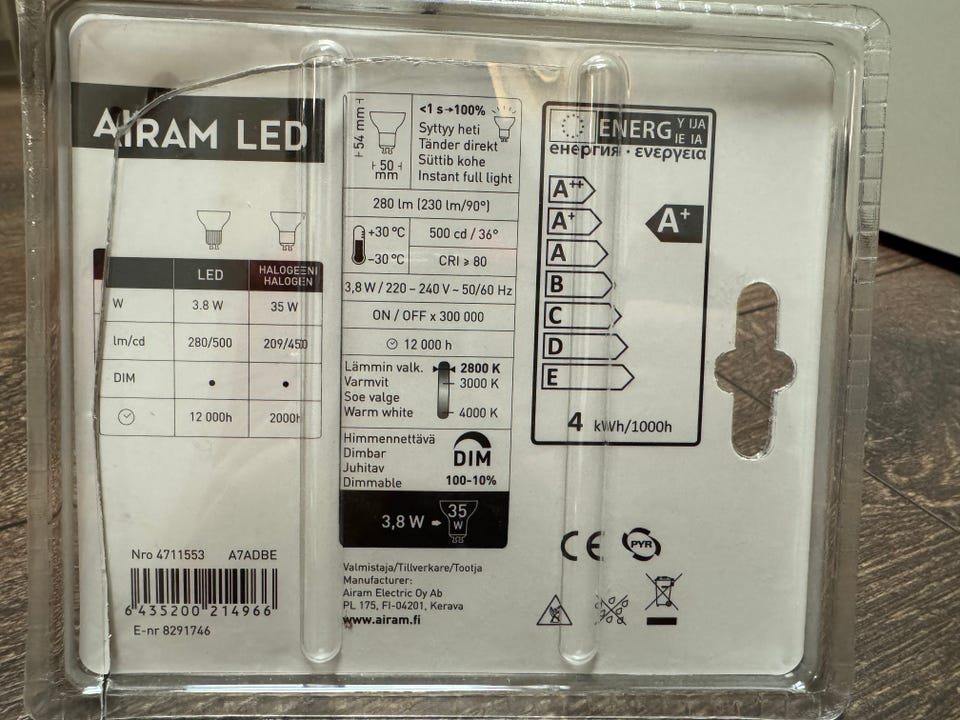 AIRAM LED
LED HALOGEENI HALOGEN
W 3.8 W 35 W
lm/cd 280/500 209/450
DIM • •
12 000h 2000h
Nro 4711553 A7ADBE
6 435200 214966
E-nr 8291746
54 mm
50 mm
<1 s→100%
Syttyy heti
Tänder direkt
Süttib kohe
Instant full light
280 lm (230 lm/90°)
+30 °C
-30 °C
500 cd / 36°
CRI ≥ 80
3,8 W / 220 – 240 V ~ 50/60 Hz
ON / OFF x 300 000
12 000 h
Lämmin valk. 2800 K
Varmvit 3000 K
Soe valge
Warm white 4000 K
Himmennettävä
Dimbar
Juhitav
Dimmable
DIM
100-10%
3,8 W ➡ 35 W
Valmistaja/Tillverkare/Tootja
Manufacturer:
Airam Electric Oy Ab
PL 175, FI-04201, Kerava
www.airam.fi
ENERG Y IJA IE IA
енергия · ενεργεια
A++
A+
A
B
C
D
E
A+
4 kWh/1000h
CE
PYR